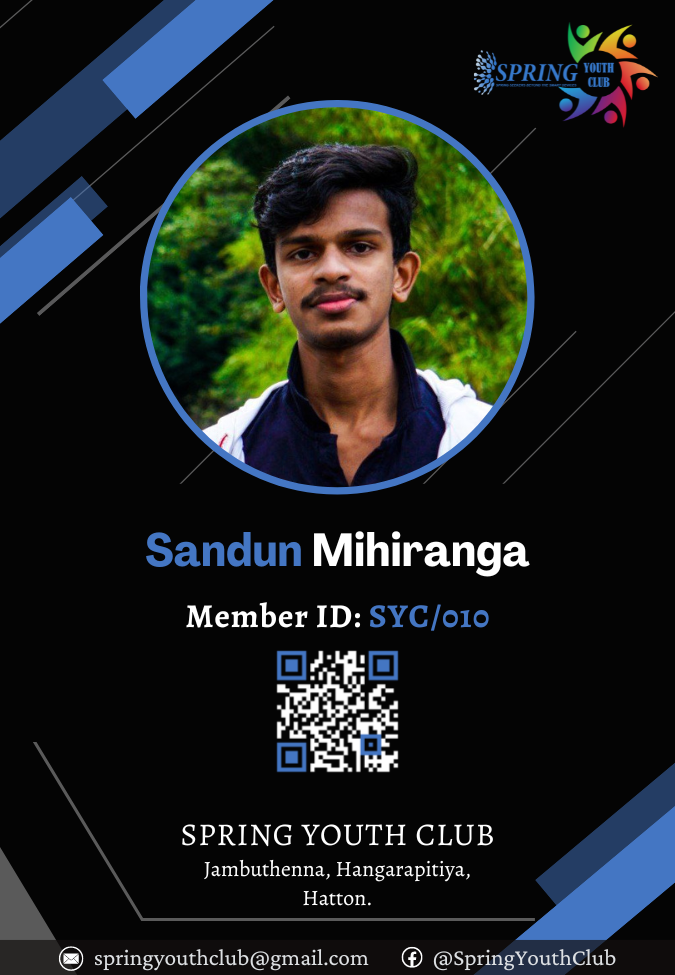 SPRING YOUTH
CLUB
Sandun Mihiranga
Member ID: SYC/010
SPRING YOUTH CLUB
Jambuthenna, Hangarapitiya,
Hatton.
springyouthclub@gmail.com @SpringYouthClub